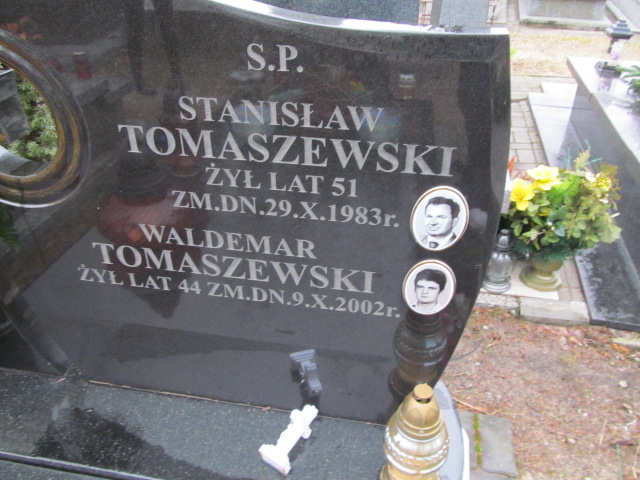 S.P.
STANISŁAW
TOMASZEWSKI
ŻYŁ LAT 51
ZM.DN.29.X.1983r.
WALDEMAR
TOMASZEWSKI
ŻYŁ LAT 44 ZM.DN.9.X.2002r.